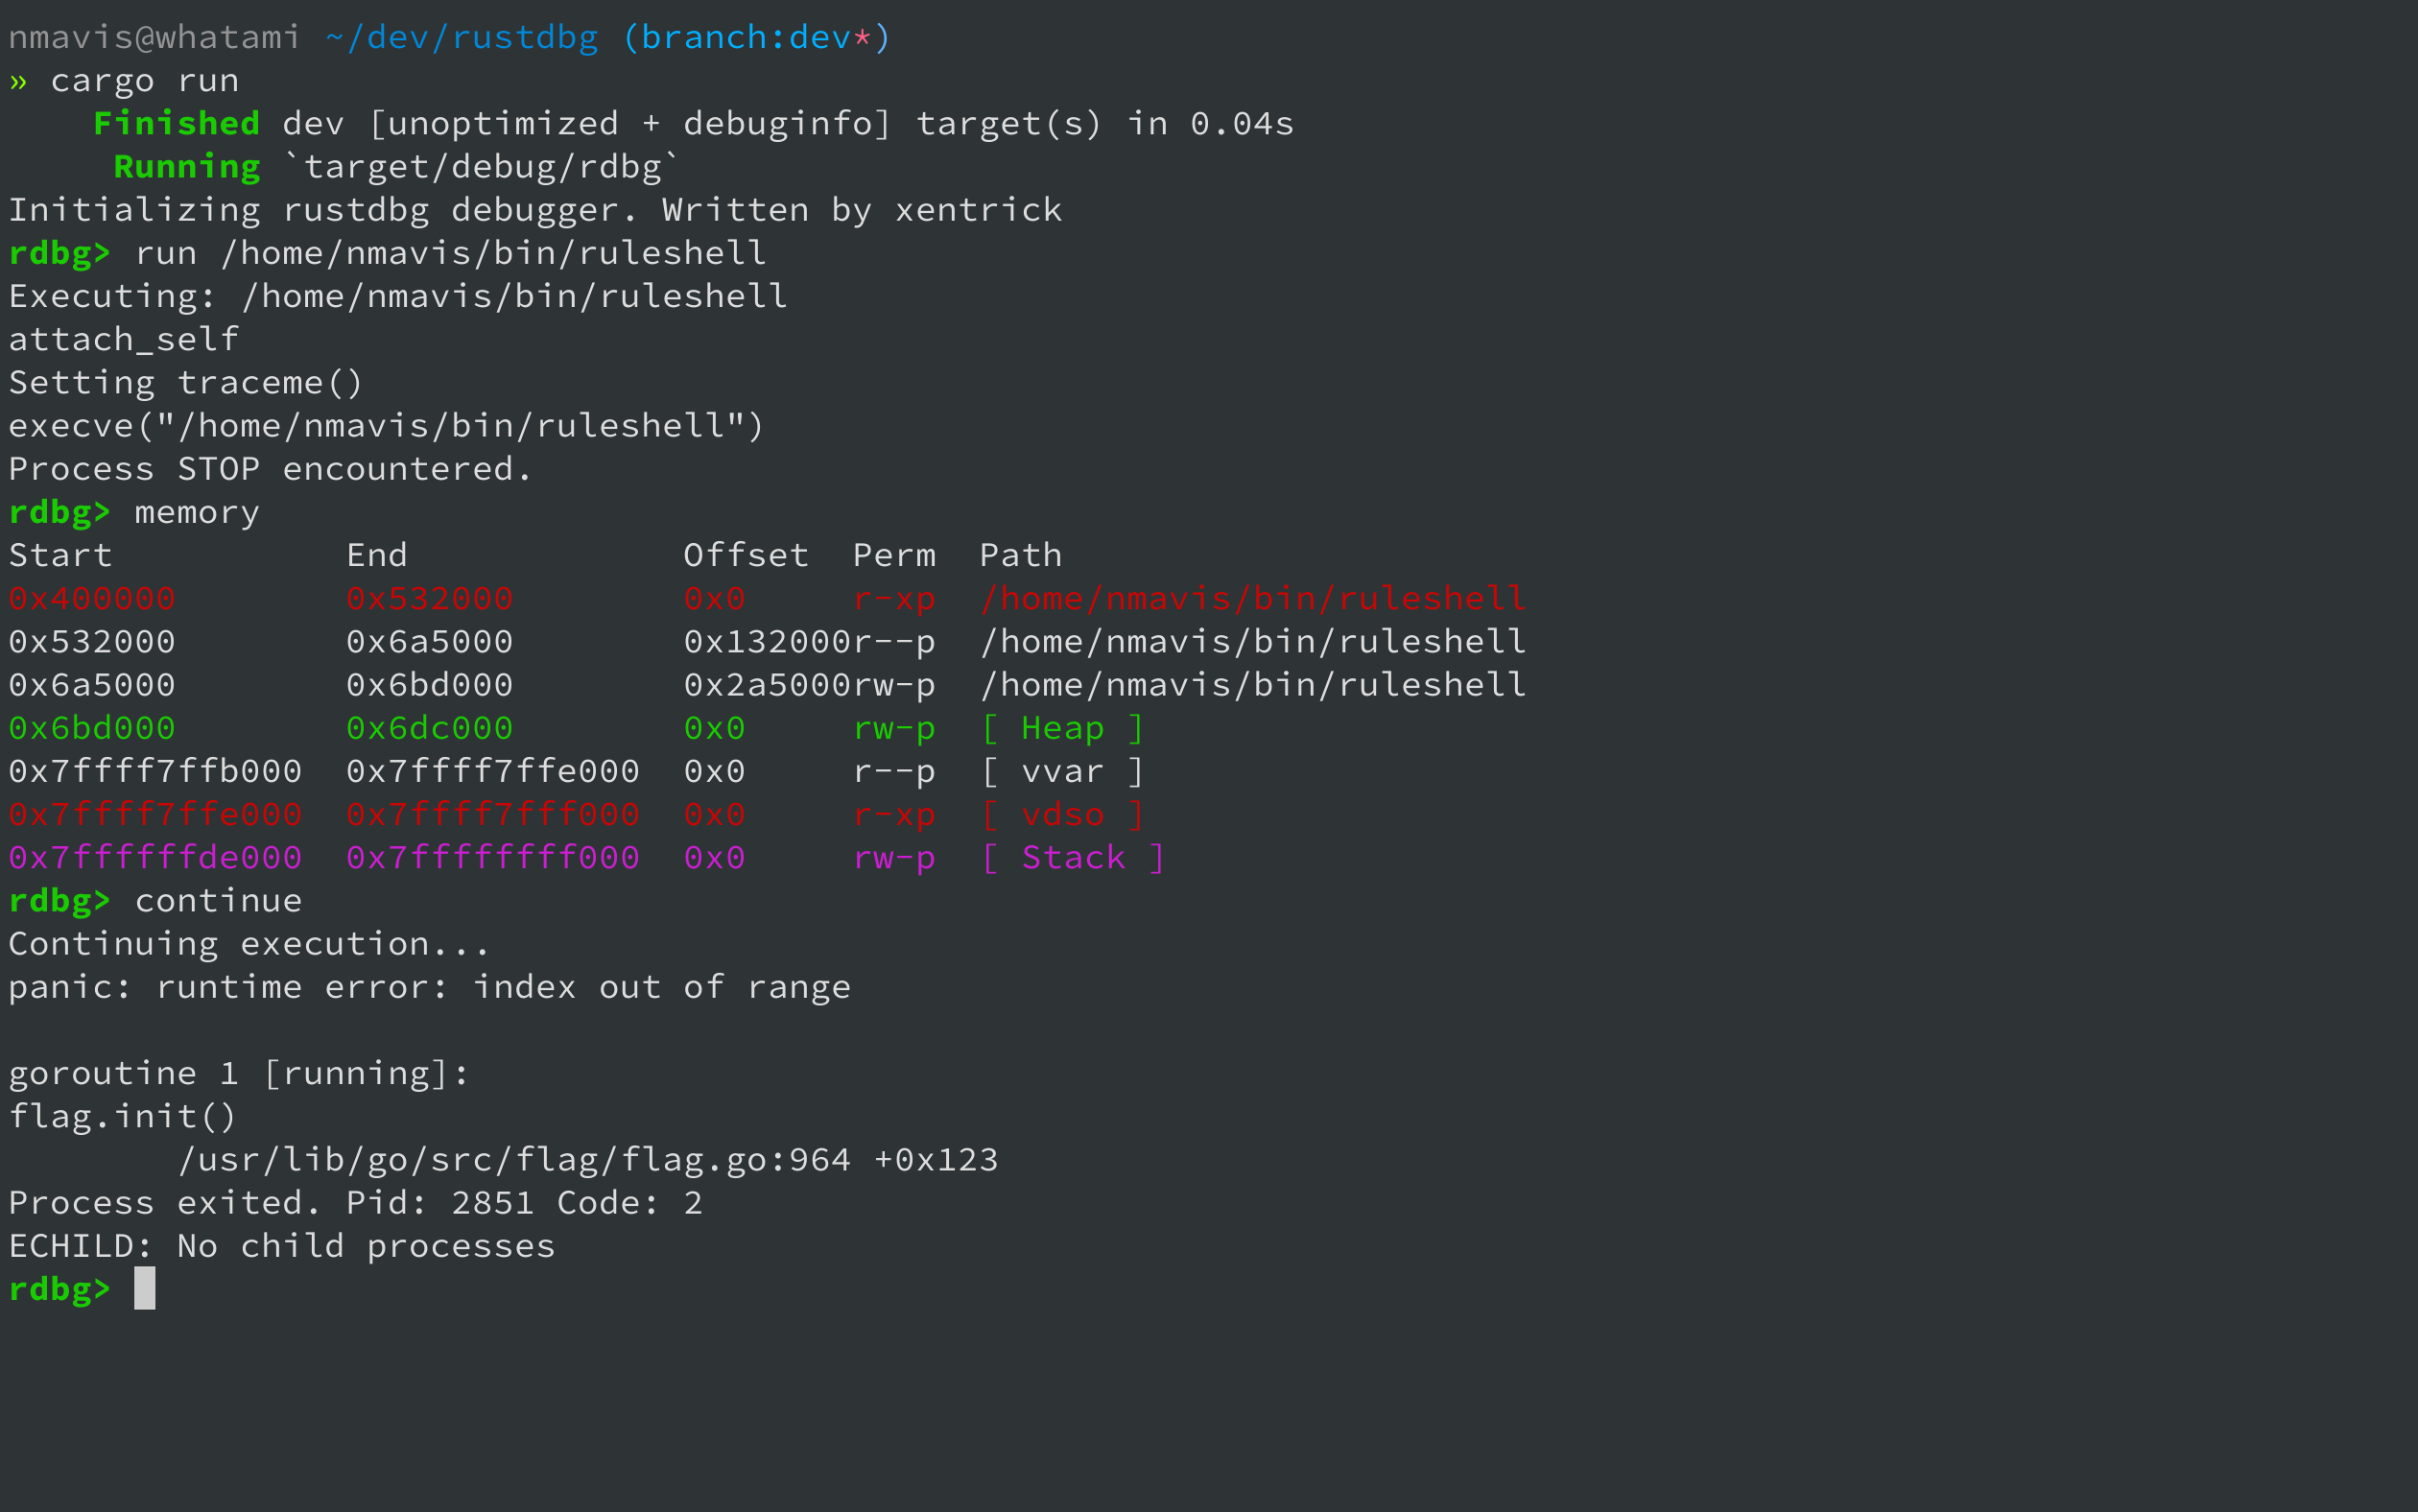 nmavis@whatami ~/dev/rustdbg (branch:dev*)
» cargo run
    Finished dev [unoptimized + debuginfo] target(s) in 0.04s
     Running `target/debug/rdbg`
Initializing rustdbg debugger. Written by xentrick
rdbg> run /home/nmavis/bin/ruleshell
Executing: /home/nmavis/bin/ruleshell
attach_self
Setting traceme()
execve("/home/nmavis/bin/ruleshell")
Process STOP encountered.
rdbg> memory
Start           End             Offset  Perm  Path
0x400000        0x532000        0x0     r-xp  /home/nmavis/bin/ruleshell
0x532000        0x6a5000        0x132000r--p  /home/nmavis/bin/ruleshell
0x6a5000        0x6bd000        0x2a5000rw-p  /home/nmavis/bin/ruleshell
0x6bd000        0x6dc000        0x0     rw-p  [ Heap ]
0x7ffff7ffb000  0x7ffff7ffe000  0x0     r--p  [ vvar ]
0x7ffff7ffe000  0x7ffff7fff000  0x0     r-xp  [ vdso ]
0x7ffffffde000  0x7ffffffff000  0x0     rw-p  [ Stack ]
rdbg> continue
Continuing execution...
panic: runtime error: index out of range

goroutine 1 [running]:
flag.init()
        /usr/lib/go/src/flag/flag.go:964 +0x123
Process exited. Pid: 2851 Code: 2
ECHILD: No child processes
rdbg>